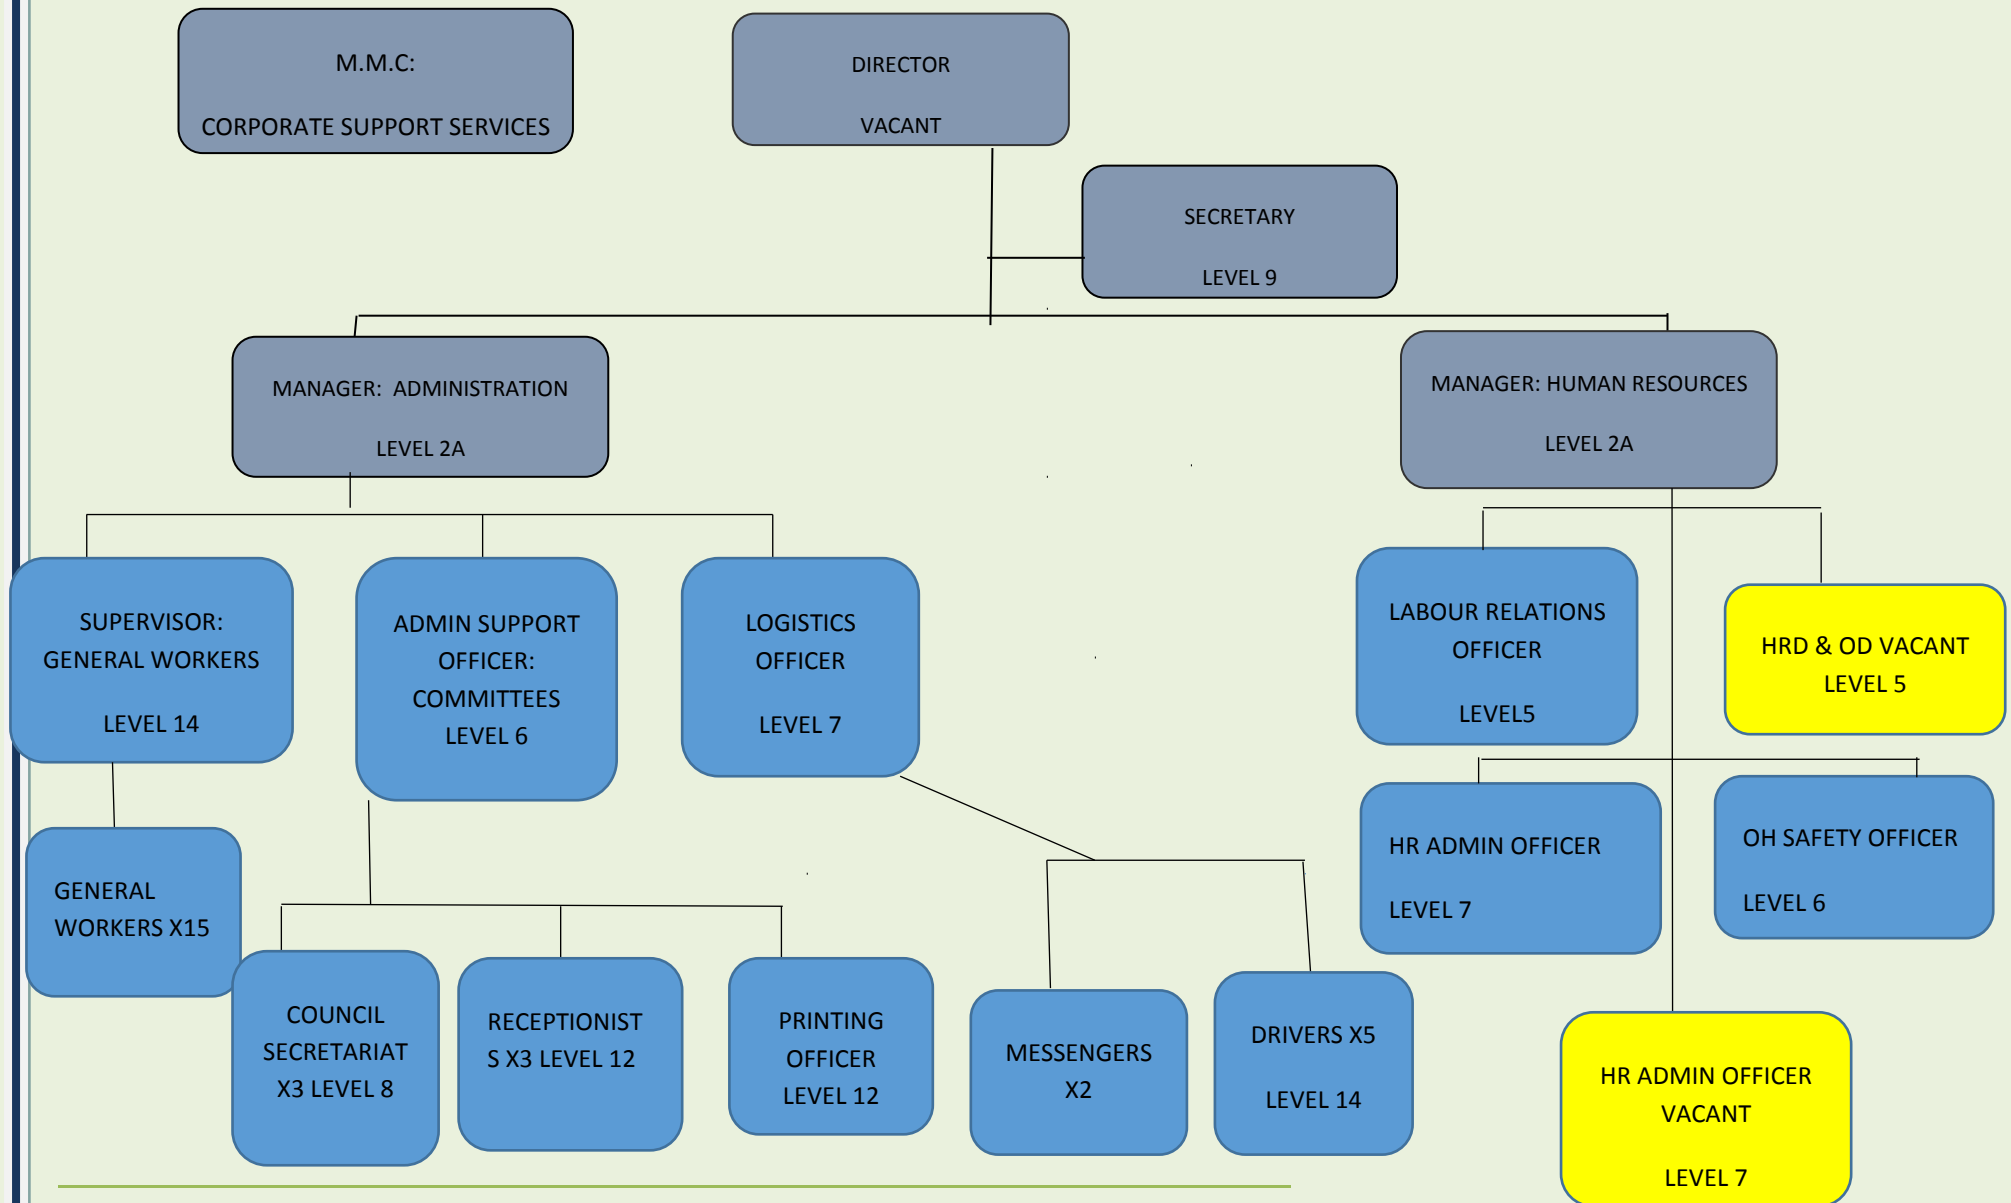 M.M.C:
CORPORATE SUPPORT SERVICES
DIRECTOR
VACANT
SECRETARY
LEVEL 9
MANAGER:  ADMINISTRATION
LEVEL 2A
MANAGER: HUMAN RESOURCES
LEVEL 2A
SUPERVISOR:
GENERAL WORKERS
LEVEL 14
ADMIN SUPPORT
OFFICER:
COMMITTEES
LEVEL 6
LOGISTICS
OFFICER
LEVEL 7
LABOUR RELATIONS
OFFICER
LEVEL5
HRD & OD VACANT
LEVEL 5
GENERAL
WORKERS X15
HR ADMIN OFFICER
LEVEL 7
OH SAFETY OFFICER
LEVEL 6
COUNCIL
SECRETARIAT
X3 LEVEL 8
RECEPTIONIST
S X3 LEVEL 12
PRINTING
OFFICER
LEVEL 12
MESSENGERS
X2
DRIVERS X5
LEVEL 14
HR ADMIN OFFICER
VACANT
LEVEL 7